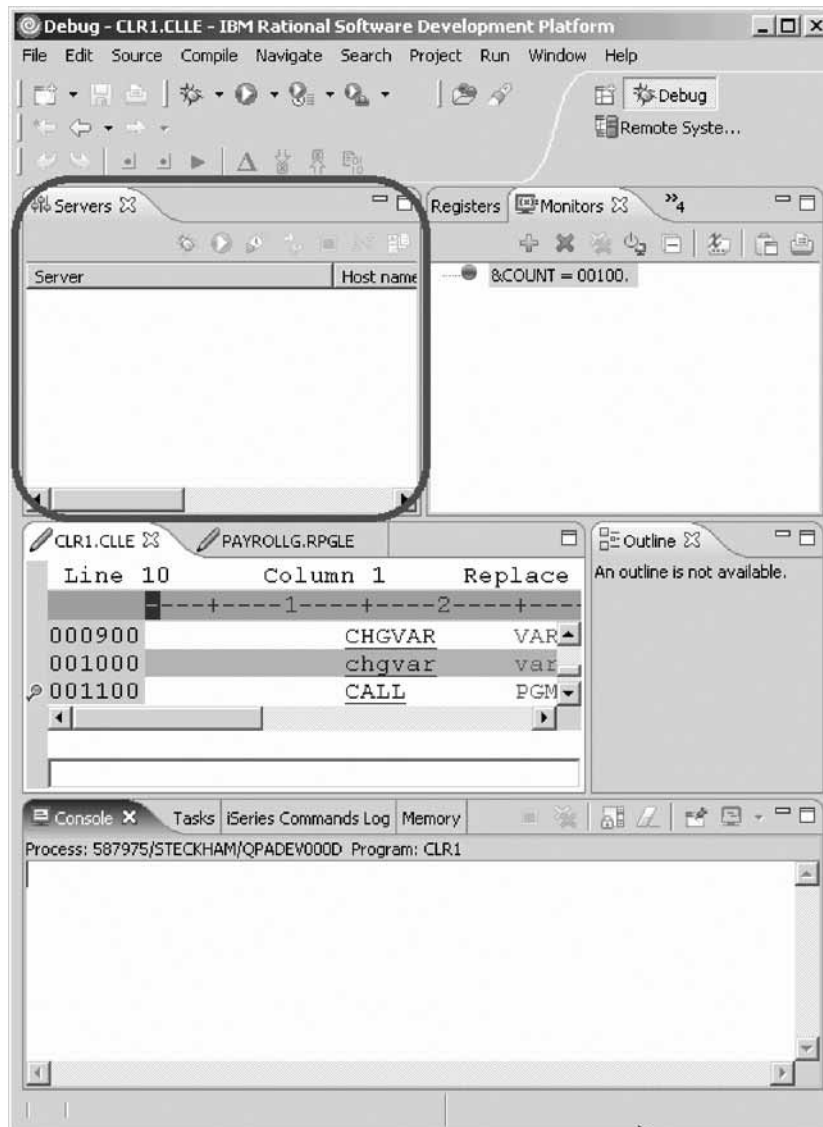 Debug - CLR1.CLLE - IBM Rational Software Development Platform
File Edit Source Compile Navigate Search Project Run Window Help
Debug
Remote Syste...
Servers
Server Host name
Registers Monitors »4
&COUNT = 00100.
CLR1.CLLE PAYROLLG.RPGLE
Line 10 Column 1 Replace
----+----1----+----2----+----
000900 CHGVAR VAR
001000 chgvar var
001100 CALL PGM
Outline
An outline is not available.
Console Tasks iSeries Commands Log Memory
Process: 587975/STECKHAM/QPADEV000D Program: CLR1